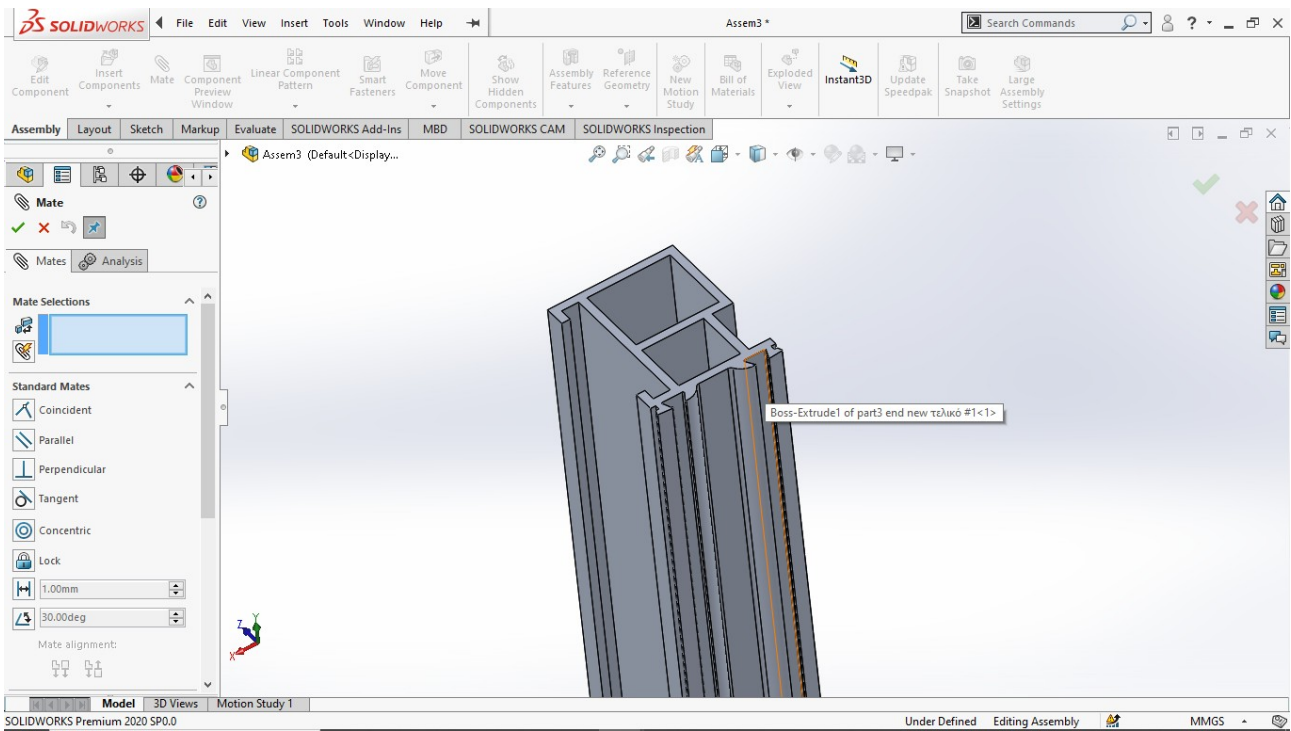 SOLIDWORKS File Edit View Insert Tools Window Help Assem3 * Search Commands ?
Edit Component
Insert Components
Mate
Component Preview Window
Linear Component Pattern
Smart Fasteners
Move Component
Show Hidden Components
Assembly Features
Reference Geometry
New Motion Study
Bill of Materials
Exploded View
Instant3D
Update Speedpak
Take Snapshot
Large Assembly Settings
Assembly Layout Sketch Markup Evaluate SOLIDWORKS Add-Ins MBD SOLIDWORKS CAM SOLIDWORKS Inspection
Assem3 (Default<Display...
Mate
Mates Analysis
Mate Selections
Standard Mates
Coincident
Parallel
Perpendicular
Tangent
Concentric
Lock
1.00mm
30.00deg
Mate alignment:
Boss-Extrude1 of part3 end new τελικό #1<1>
Z Y
X
Model 3D Views Motion Study 1
SOLIDWORKS Premium 2020 SP0.0 Under Defined Editing Assembly MMGS